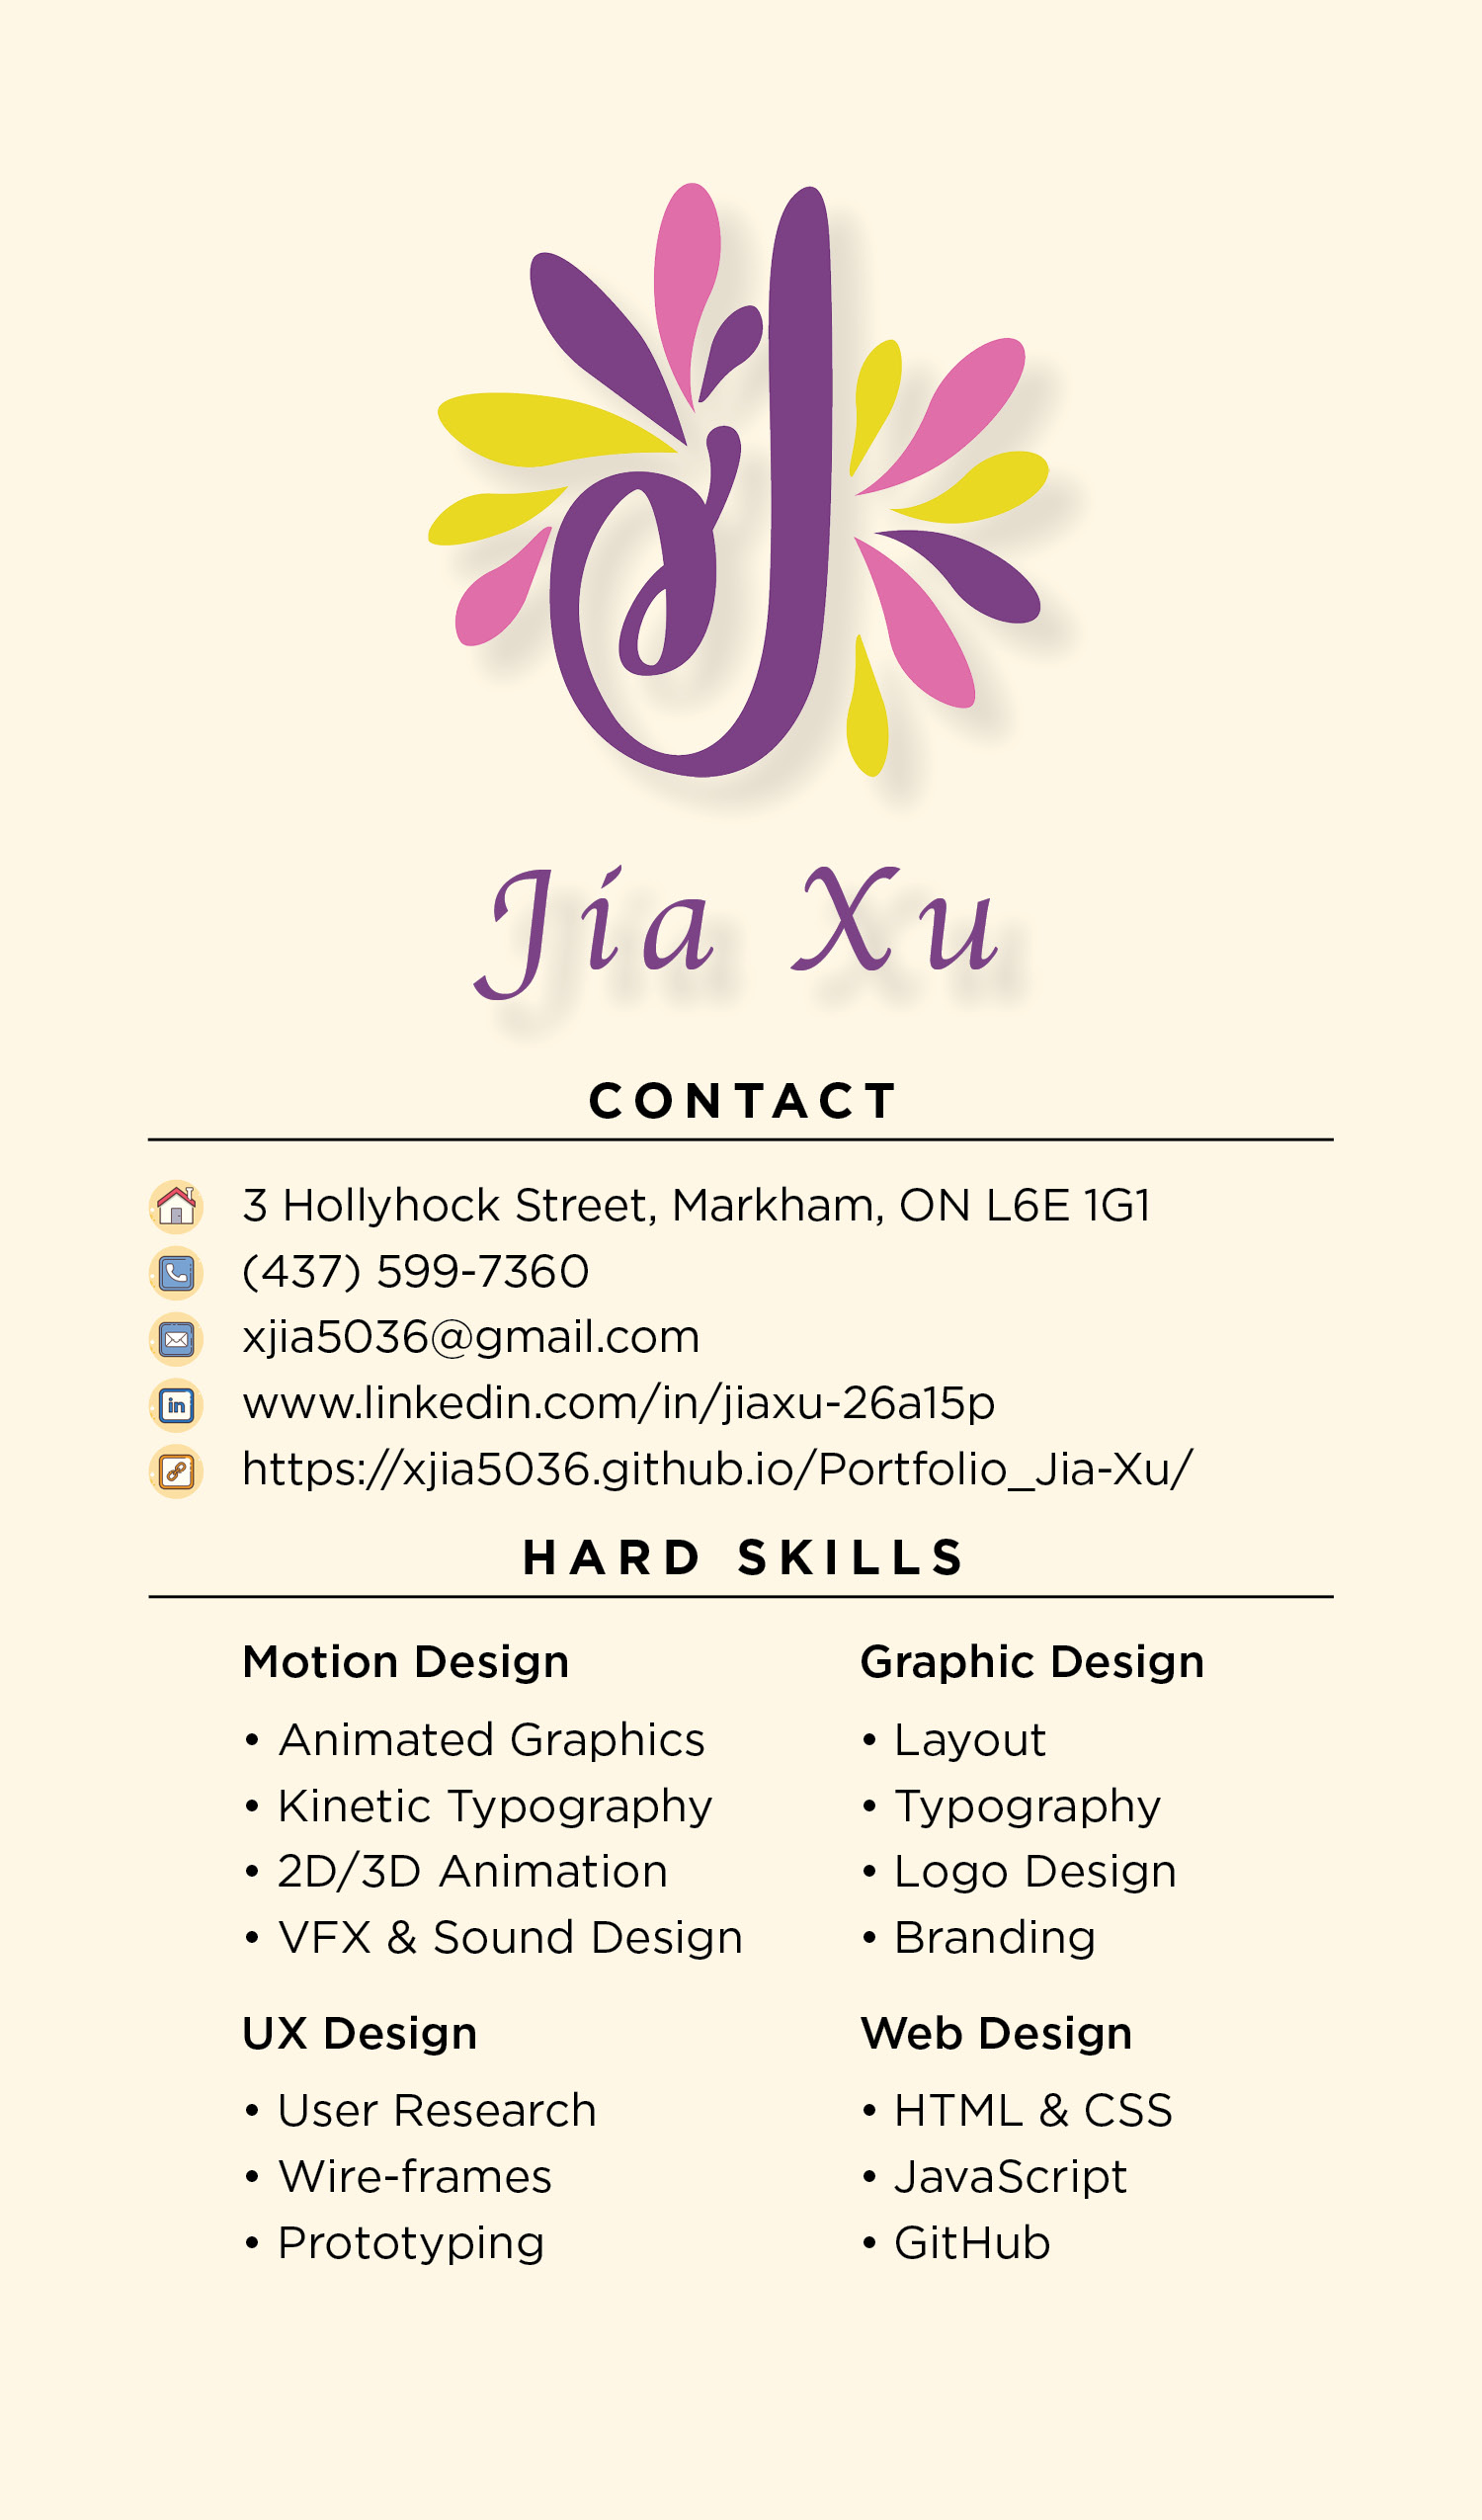 Jia Xu
CONTACT
3 Hollyhock Street, Markham, ON L6E 1G1
(437) 599-7360
xjia5036@gmail.com
www.linkedin.com/in/jiaxu-26a15p
https://xjia5036.github.io/Portfolio_Jia-Xu/
HARD SKILLS
Motion Design
• Animated Graphics
• Kinetic Typography
• 2D/3D Animation
• VFX & Sound Design
Graphic Design
• Layout
• Typography
• Logo Design
• Branding
UX Design
• User Research
• Wire-frames
• Prototyping
Web Design
• HTML & CSS
• JavaScript
• GitHub